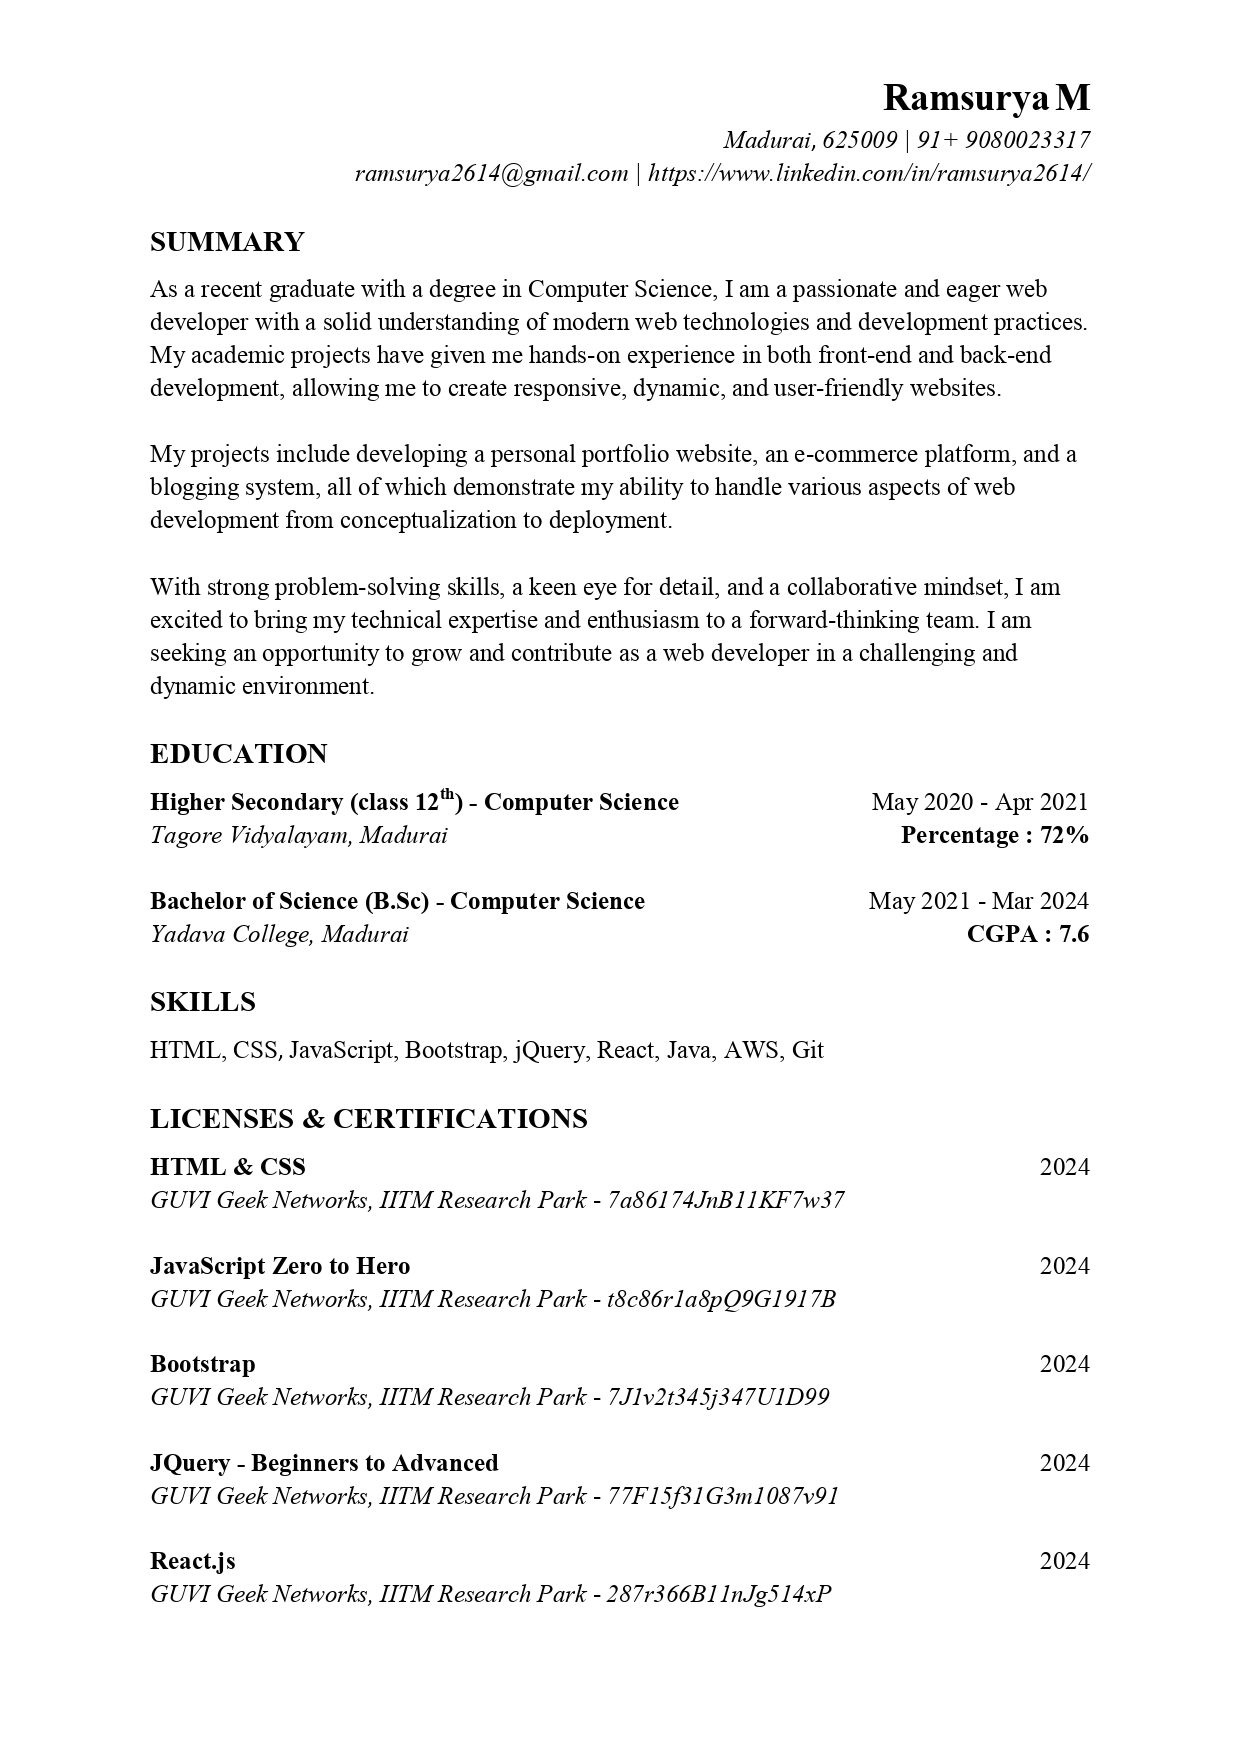 Ramsurya M
Madurai, 625009 | 91+ 9080023317
ramsurya2614@gmail.com | https://www.linkedin.com/in/ramsurya2614/
SUMMARY
As a recent graduate with a degree in Computer Science, I am a passionate and eager web
developer with a solid understanding of modern web technologies and development practices.
My academic projects have given me hands-on experience in both front-end and back-end
development, allowing me to create responsive, dynamic, and user-friendly websites.
My projects include developing a personal portfolio website, an e-commerce platform, and a
blogging system, all of which demonstrate my ability to handle various aspects of web
development from conceptualization to deployment.
With strong problem-solving skills, a keen eye for detail, and a collaborative mindset, I am
excited to bring my technical expertise and enthusiasm to a forward-thinking team. I am
seeking an opportunity to grow and contribute as a web developer in a challenging and
dynamic environment.
EDUCATION
Higher Secondary (class 12th) - Computer Science May 2020 - Apr 2021
Tagore Vidyalayam, Madurai Percentage : 72%
Bachelor of Science (B.Sc) - Computer Science May 2021 - Mar 2024
Yadava College, Madurai CGPA : 7.6
SKILLS
HTML, CSS, JavaScript, Bootstrap, jQuery, React, Java, AWS, Git
LICENSES & CERTIFICATIONS
HTML & CSS 2024
GUVI Geek Networks, IITM Research Park - 7a86174JnB11KF7w37
JavaScript Zero to Hero 2024
GUVI Geek Networks, IITM Research Park - t8c86r1a8pQ9G1917B
Bootstrap 2024
GUVI Geek Networks, IITM Research Park - 7J1v2t345j347U1D99
JQuery - Beginners to Advanced 2024
GUVI Geek Networks, IITM Research Park - 77F15f31G3m1087v91
React.js 2024
GUVI Geek Networks, IITM Research Park - 287r366B11nJg514xP